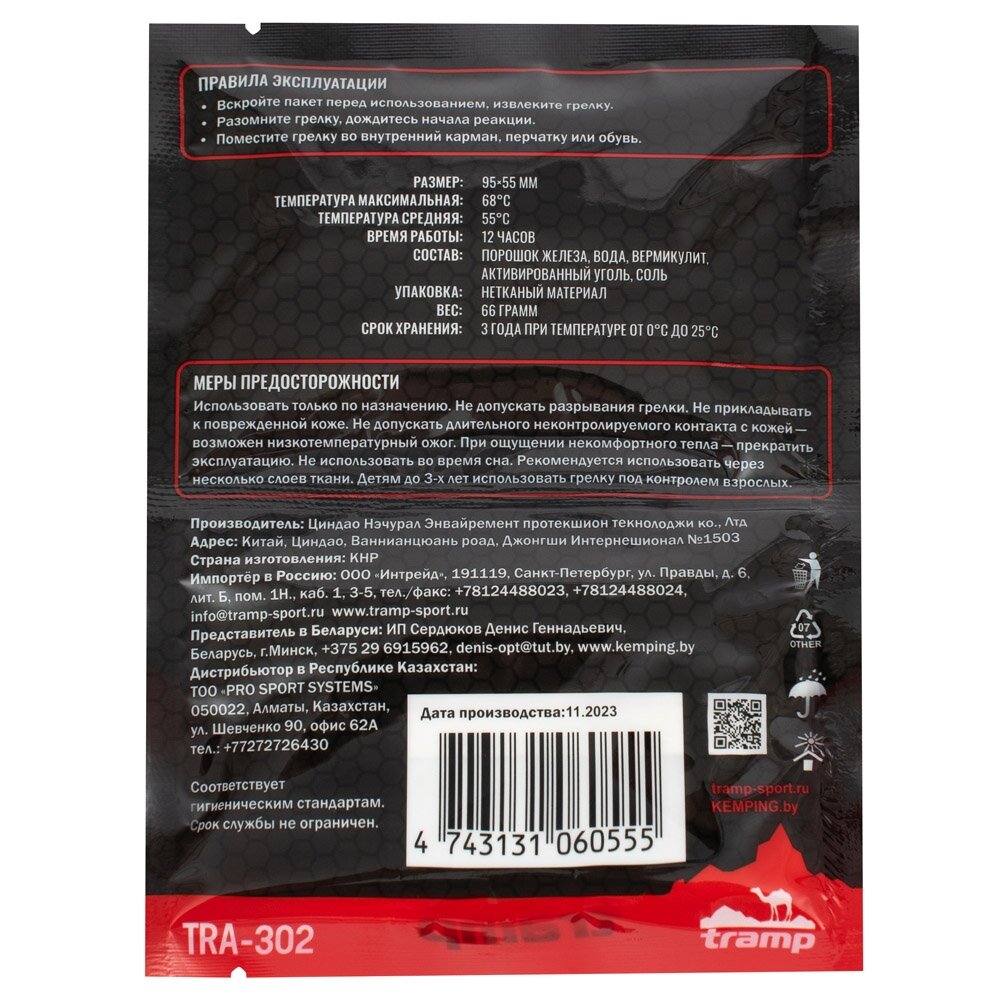 ПРАВИЛА ЭКСПЛУАТАЦИИ
• Вскройте пакет перед использованием, извлеките грелку.
• Разомните грелку, дождитесь начала реакции.
• Поместите грелку во внутренний карман, перчатку или обувь.
РАЗМЕР: 95×55 ММ
ТЕМПЕРАТУРА МАКСИМАЛЬНАЯ: 68°C
ТЕМПЕРАТУРА СРЕДНЯЯ: 55°C
ВРЕМЯ РАБОТЫ: 12 ЧАСОВ
СОСТАВ: ПОРОШОК ЖЕЛЕЗА, ВОДА, ВЕРМИКУЛИТ,
АКТИВИРОВАННЫЙ УГОЛЬ, СОЛЬ
УПАКОВКА: НЕТКАНЫЙ МАТЕРИАЛ
ВЕС: 66 ГРАММ
СРОК ХРАНЕНИЯ: 3 ГОДА ПРИ ТЕМПЕРАТУРЕ ОТ 0°C ДО 25°C
МЕРЫ ПРЕДОСТОРОЖНОСТИ
Использовать только по назначению. Не допускать разрывания грелки. Не прикладывать
к поврежденной коже. Не допускать длительного неконтролируемого контакта с кожей —
возможен низкотемпературный ожог. При ощущении некомфортного тепла — прекратить
эксплуатацию. Не использовать во время сна. Рекомендуется использовать через
несколько слоев ткани. Детям до 3-х лет использовать грелку под контролем взрослых.
Производитель: Циндао Нэчурал Энвайремент протекшион текнолоджи ко., Лтд
Адрес: Китай, Циндао, Ваннианцюань роад, Джонгши Интернешионал №1503
Страна изготовления: КНР
Импортёр в Россию: ООО «Интрейд», 191119, Санкт-Петербург, ул. Правды, д. 6,
лит. Б, пом. 1Н., каб. 1, 3-5, тел./факс: +78124488023, +78124488024,
info@tramp-sport.ru www.tramp-sport.ru
Представитель в Беларуси: ИП Сердюков Денис Геннадьевич,
Беларусь, г.Минск, +375 29 6915962, denis-opt@tut.by, www.kemping.by
Дистрибьютор в Республике Казахстан:
ТОО «PRO SPORT SYSTEMS»
050022, Алматы, Казахстан,
ул. Шевченко 90, офис 62А
тел.: +77272726430
Соответствует
гигиеническим стандартам.
Срок службы не ограничен.
Дата производства:11.2023
4 743131 060555
07
OTHER
tramp-sport.ru
KEMPING.by
TRA-302
tramp